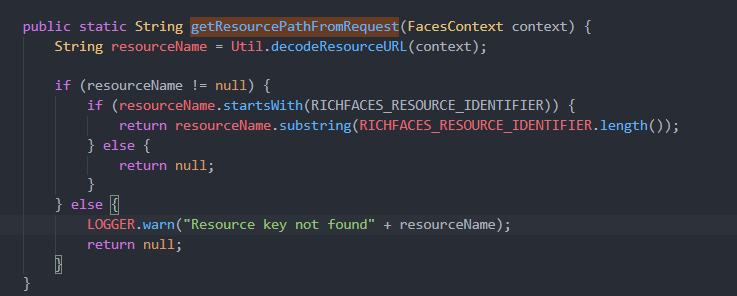 public static String getResourcePathFromRequest(FacesContext context) {
    String resourceName = Util.decodeResourceURL(context);

    if (resourceName != null) {
        if (resourceName.startsWith(RICHFACES_RESOURCE_IDENTIFIER)) {
            return resourceName.substring(RICHFACES_RESOURCE_IDENTIFIER.length());
        } else {
            return null;
        }
    } else {
        LOGGER.warn("Resource key not found" + resourceName);
        return null;
    }
}